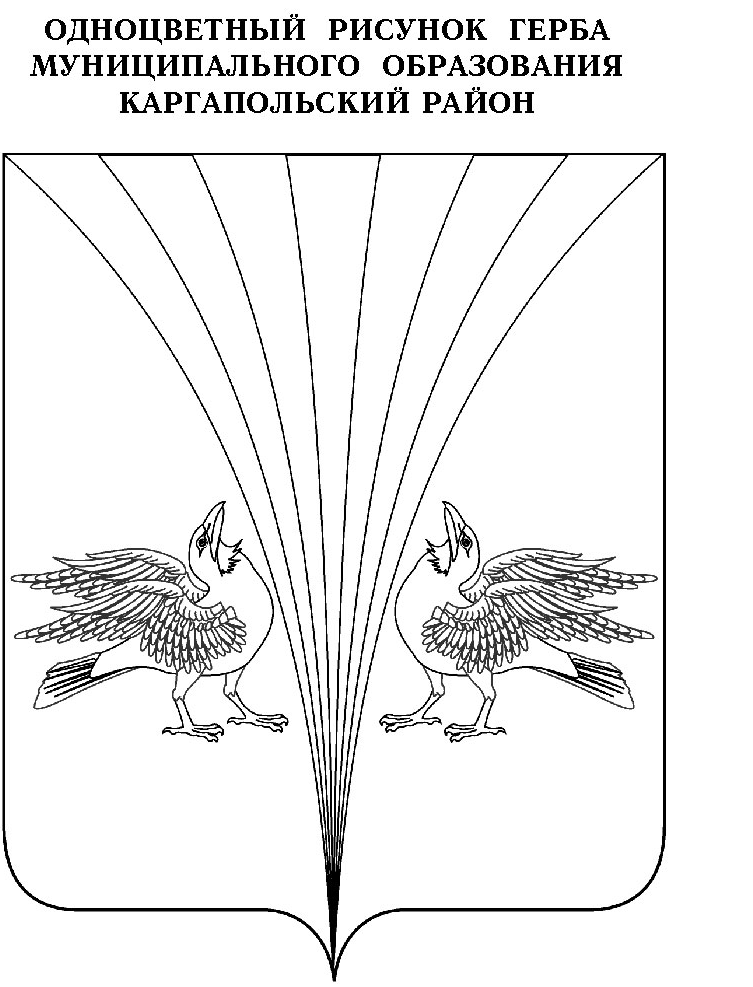 ОДНОЦВЕТНЫЙ РИСУНОК ГЕРБА
МУНИЦИПАЛЬНОГО ОБРАЗОВАНИЯ
КАРГАПОЛЬСКИЙ РАЙОН